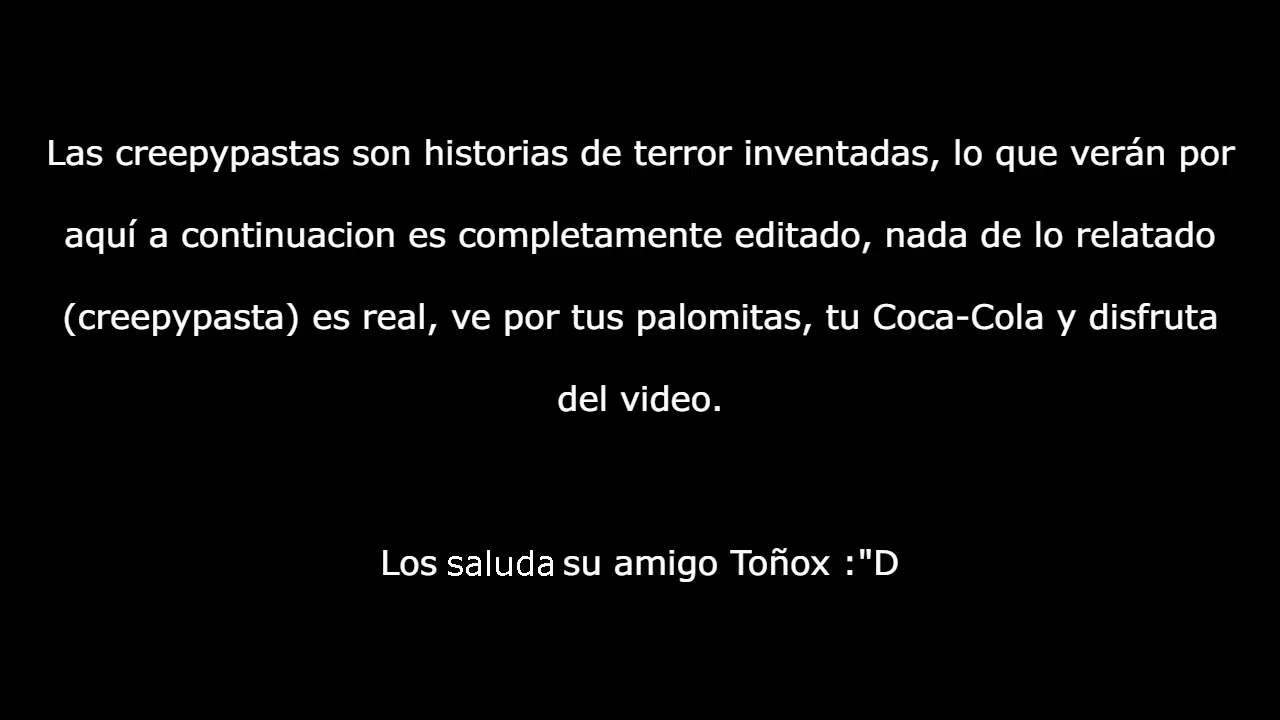 Las creepypastas son historias de terror inventadas, lo que verán por
aquí a continuacion es completamente editado, nada de lo relatado
(creepypasta) es real, ve por tus palomitas, tu Coca-Cola y disfruta
del video.
Los saluda su amigo Toñox :"D